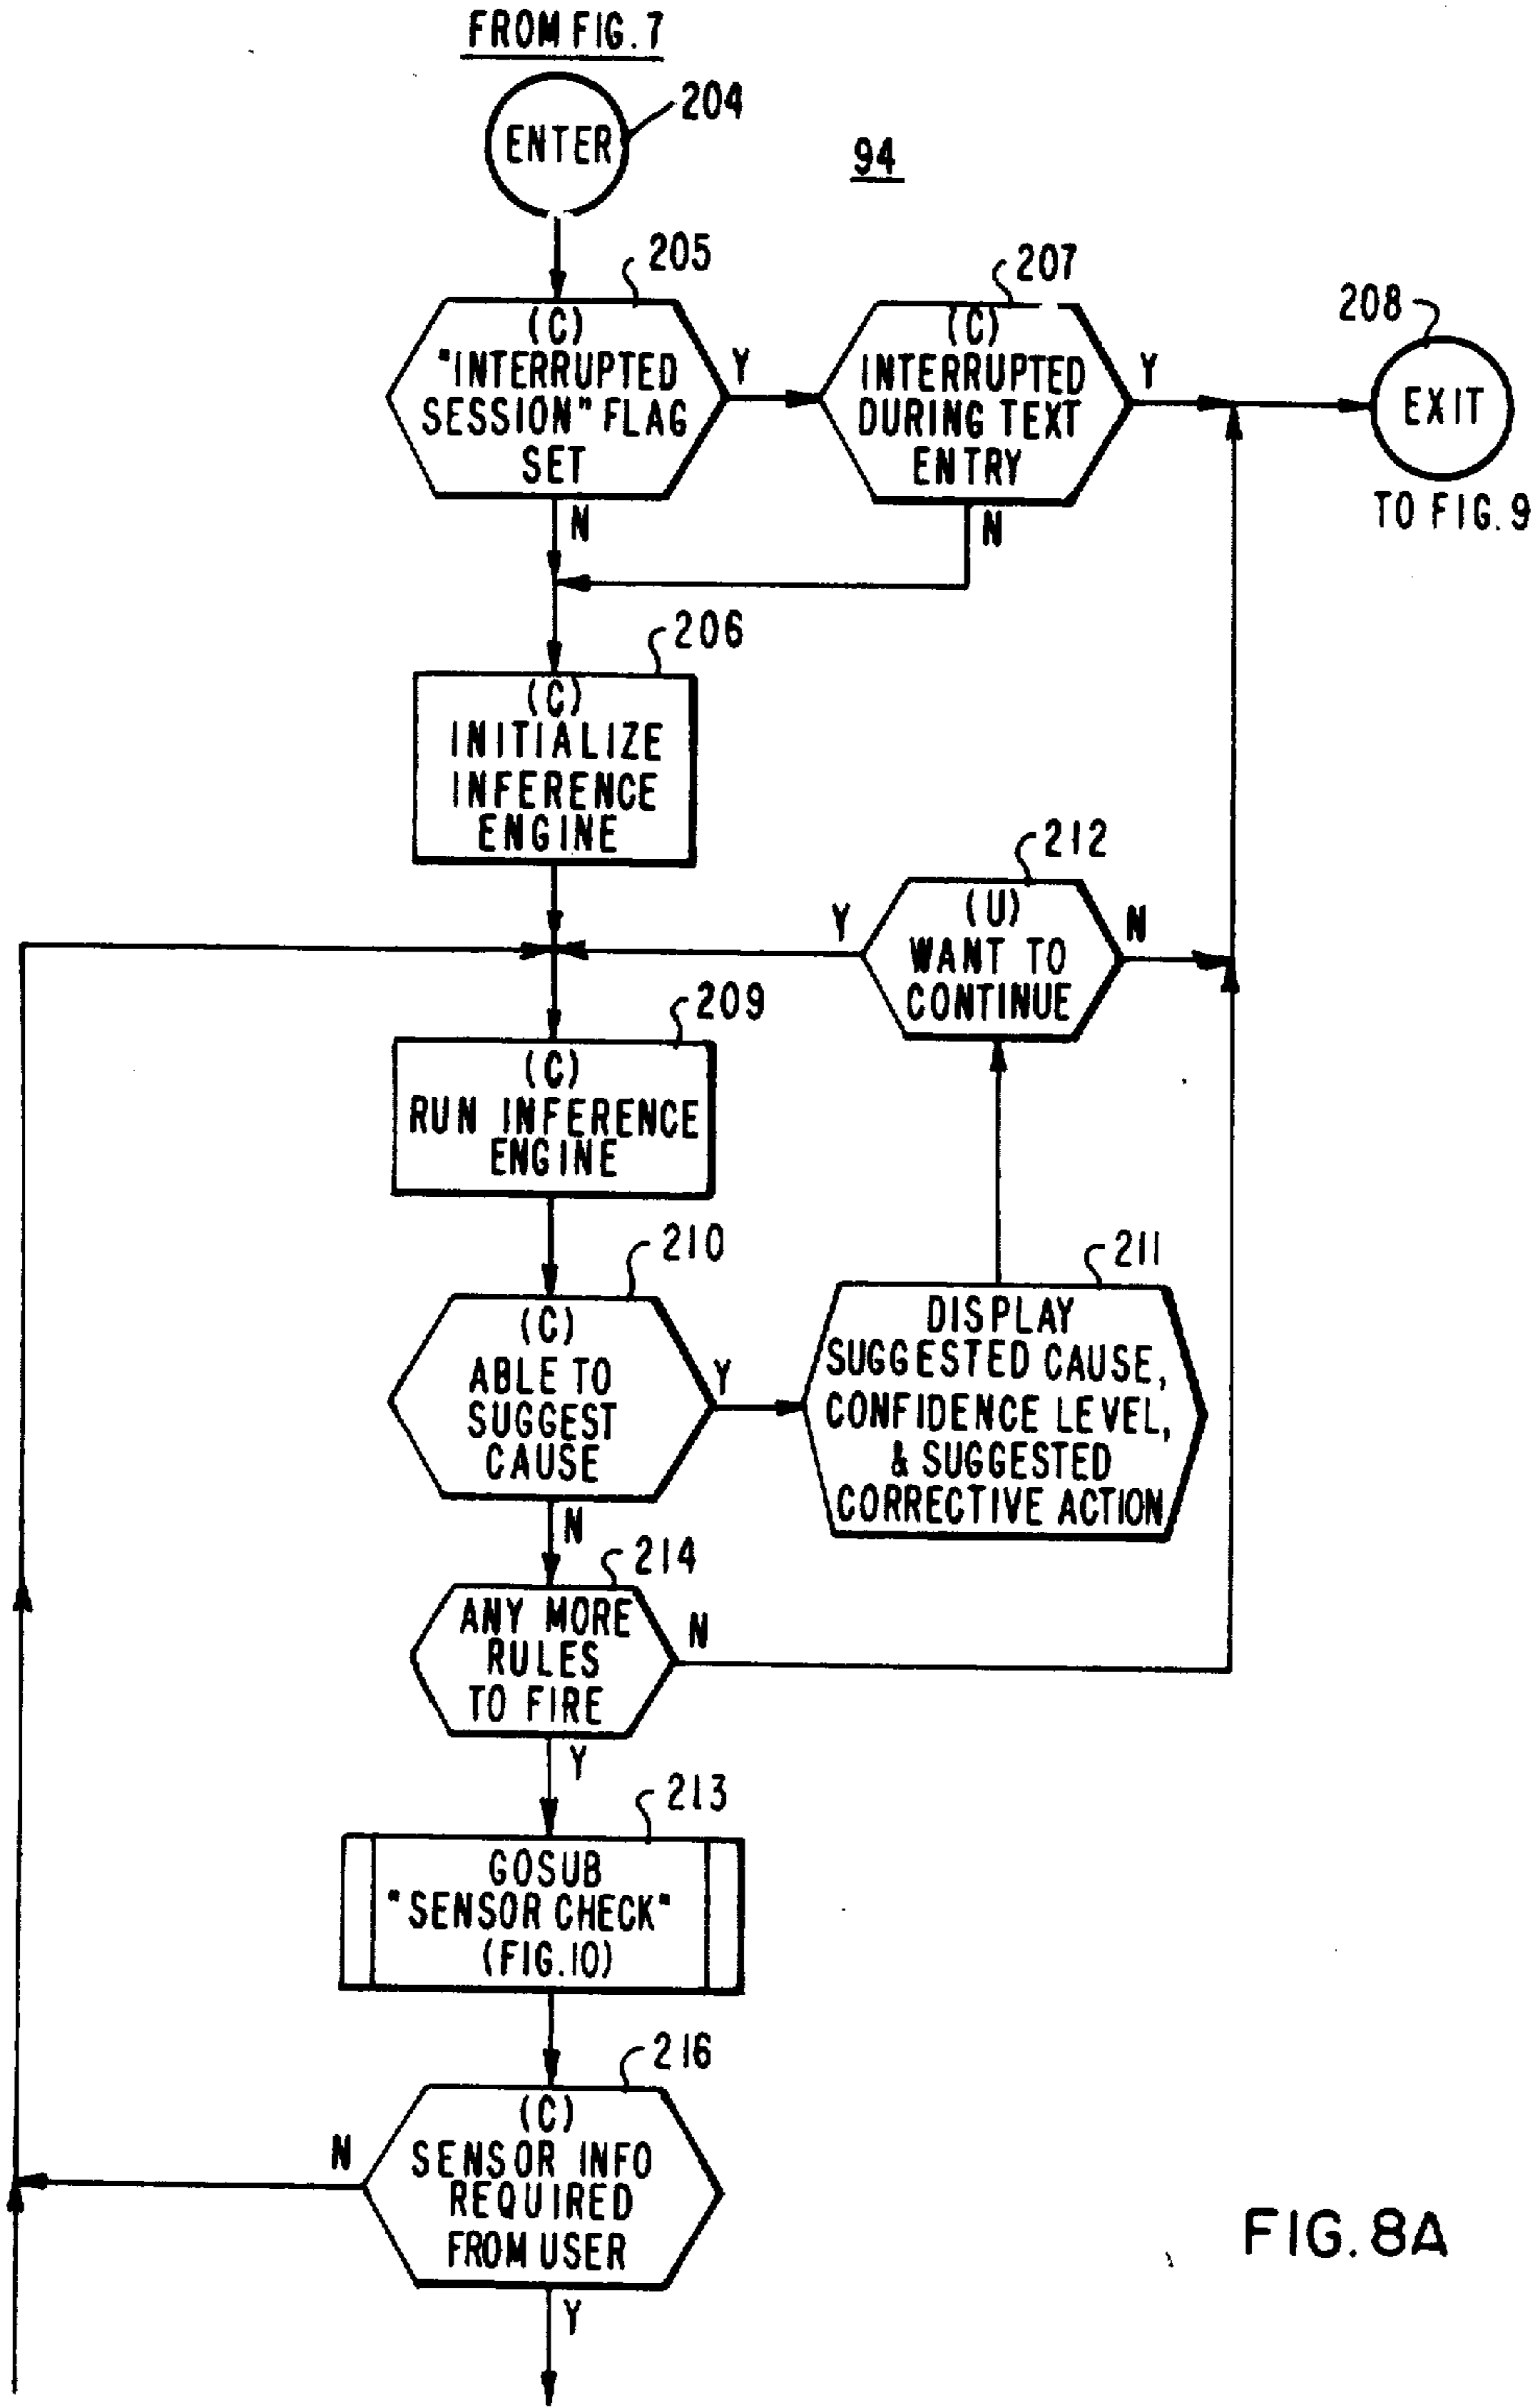 FROM FIG. 7
204
ENTER
94
205
207
208
(C)
"INTERRUPTED
SESSION" FLAG
SET
Y
(C)
INTERRUPTED
DURING TEXT
ENTRY
Y
EXIT
TO FIG. 9
N
N
206
(C)
INITIALIZE
INFERENCE
ENGINE
212
Y
(U)
WANT TO
CONTINUE
N
209
(C)
RUN INFERENCE
ENGINE
210
211
(C)
ABLE TO
SUGGEST
CAUSE
Y
DISPLAY
SUGGESTED CAUSE,
CONFIDENCE LEVEL,
& SUGGESTED
CORRECTIVE ACTION
N
214
ANY MORE
RULES
TO FIRE
N
Y
213
GOSUB
"SENSOR CHECK"
(FIG. 10)
216
(C)
SENSOR INFO
REQUIRED
FROM USER
N
Y
FIG. 8A